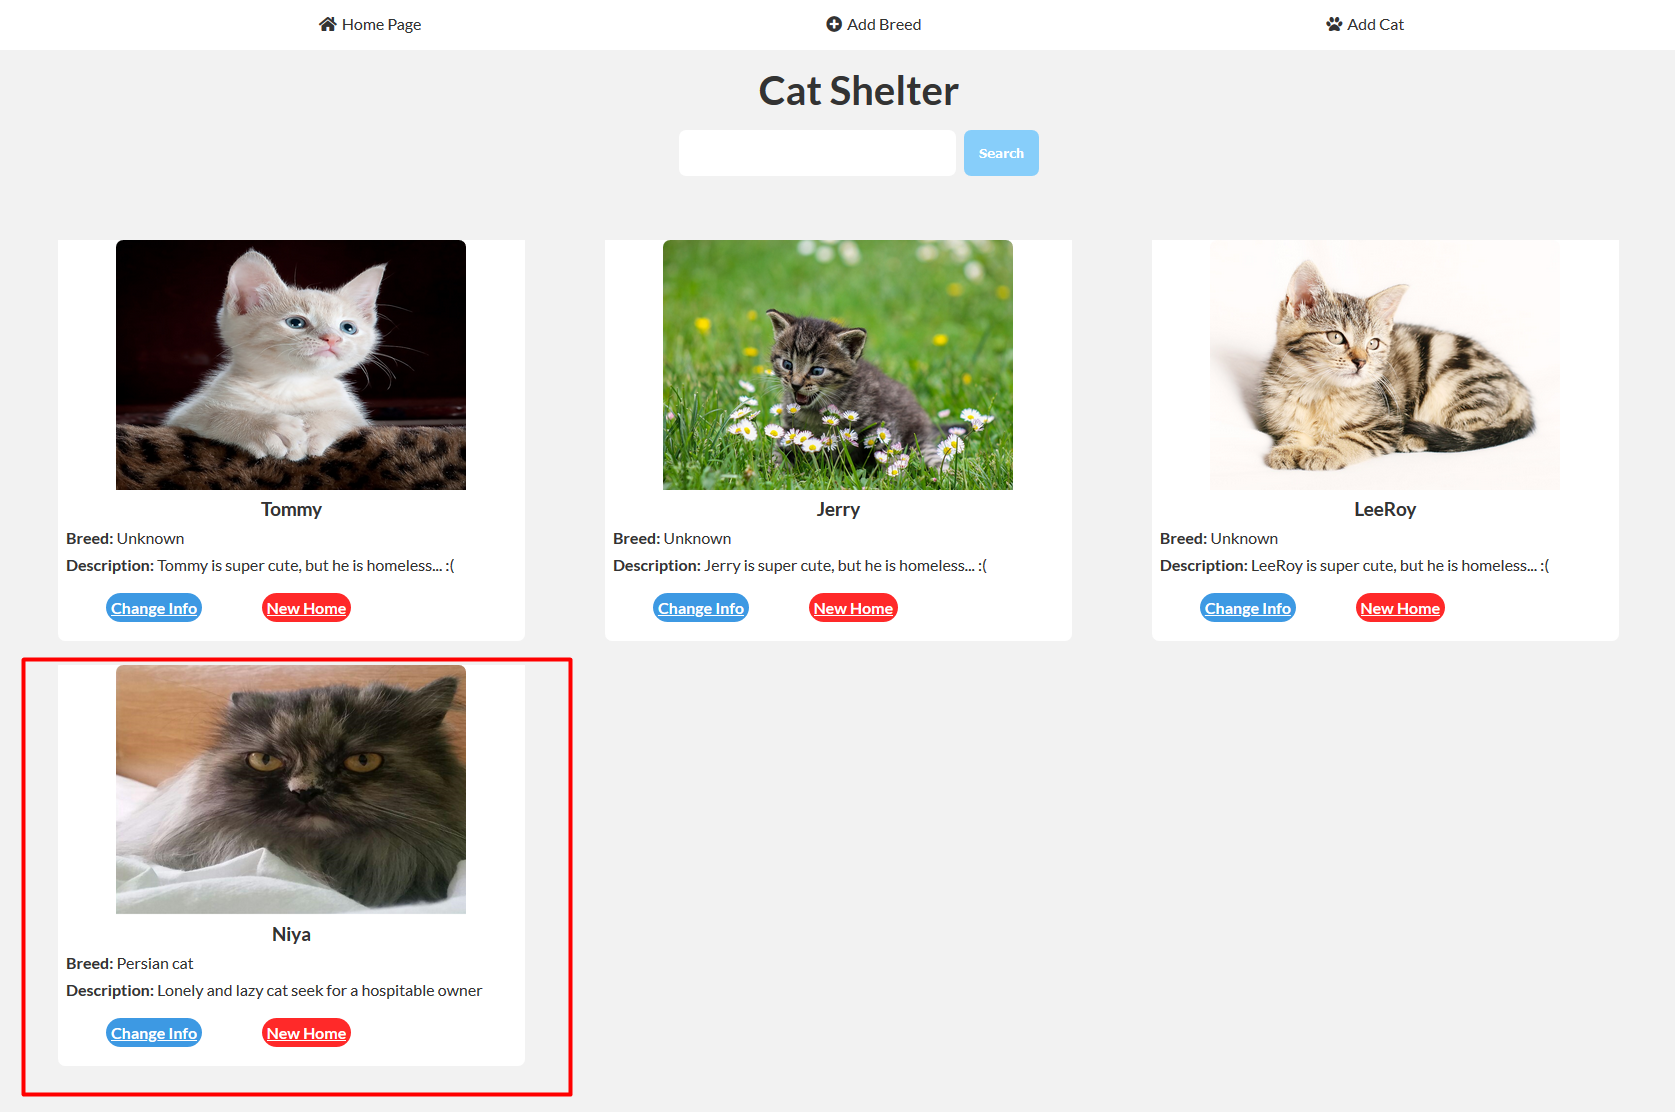 Home Page
Add Breed
Add Cat
Cat Shelter
Search
Tommy
Breed: Unknown
Description: Tommy is super cute, but he is homeless... :(
Change Info
New Home
Jerry
Breed: Unknown
Description: Jerry is super cute, but he is homeless... :(
Change Info
New Home
LeeRoy
Breed: Unknown
Description: LeeRoy is super cute, but he is homeless... :(
Change Info
New Home
Niya
Breed: Persian cat
Description: Lonely and lazy cat seek for a hospitable owner
Change Info
New Home